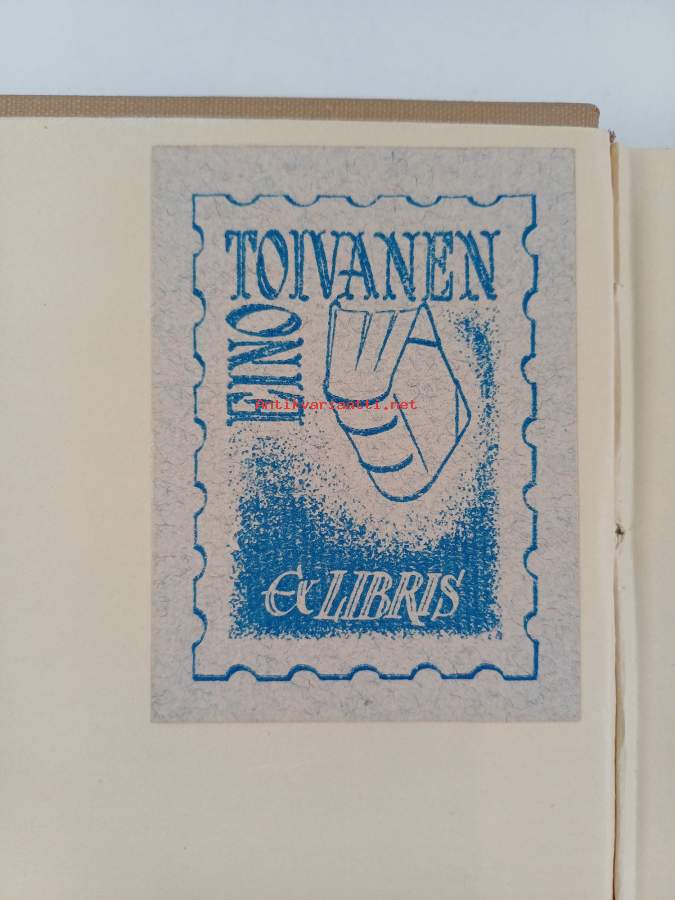 TOIVANEN
EINO
Antikvariaatti.net
Ex LIBRIS